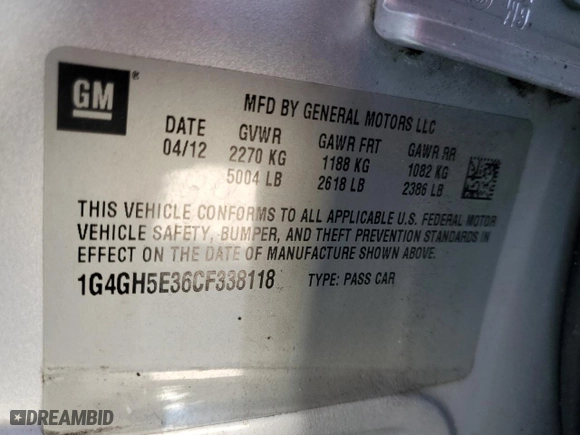 GM ®
MFD BY GENERAL MOTORS LLC
DATE GVWR GAWR FRT GAWR RR
04/12 2270 KG 1188 KG 1082 KG
5004 LB 2618 LB 2386 LB
THIS VEHICLE CONFORMS TO ALL APPLICABLE U.S. FEDERAL MOTOR
VEHICLE SAFETY, BUMPER, AND THEFT PREVENTION STANDARDS IN
EFFECT ON THE DATE OF MANUFACTURE SHOWN ABOVE.
1G4GH5E36CF338118 TYPE: PASS CAR
DREAMBID